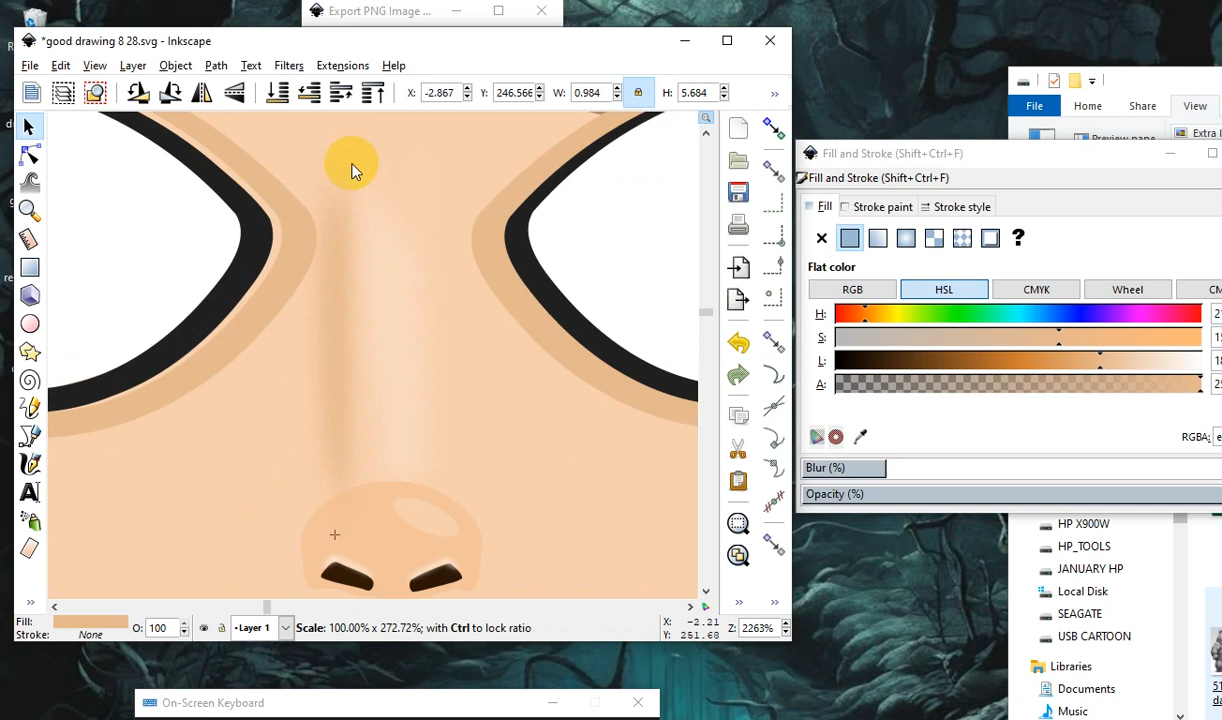 Export PNG Image ...
*good drawing 8 28.svg - Inkscape
File Edit View Layer Object Path Text Filters Extensions Help
X: -2.867 Y: 246.566 W: 0.984 H: 5.684
File Home Share View
Preview pane
Extra
Fill and Stroke (Shift+Ctrl+F)
Fill and Stroke (Shift+Ctrl+F)
Fill Stroke paint Stroke style
Flat color
RGB HSL CMYK Wheel
H:
S:
L:
A:
RGBA:
Blur (%)
Opacity (%)
HP X900W
HP_TOOLS
JANUARY HP
Local Disk
SEAGATE
USB CARTOON
Libraries
Documents
Music
Fill:
Stroke: None
O: 100
Layer 1
Scale: 100.00% x 272.72%; with Ctrl to lock ratio
X: -2.21
Y: 251.68
Z: 2263%
On-Screen Keyboard